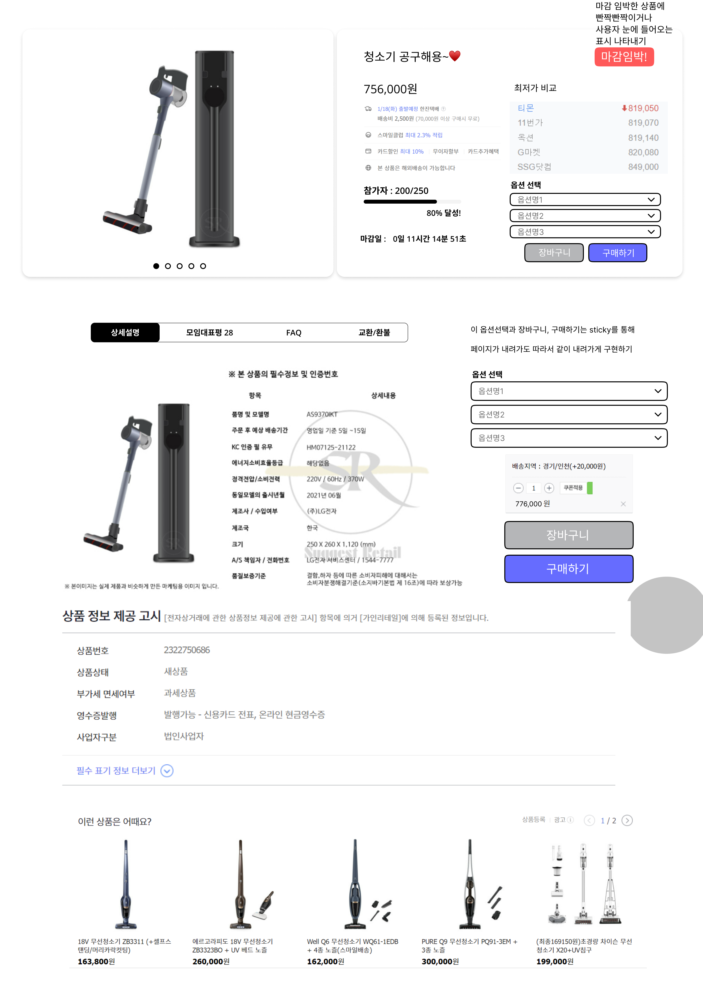 마감 임박한 상품에
빤짝빤짝이거나
사용자 눈에 들어오는
표시 나타내기
마감임박!
청소기 공구해용~♥
756,000원
1/18(화) 출발예정 한진택배 ?
배송비 2,500원 (70,000원 이상 구매시 무료)
스마일클럽 최대 2.3% 적립
카드할인 최대 10% | 무이자할부 | 카드추가혜택
본 상품은 해외배송이 가능합니다
참가자 : 200/250
80% 달성!
마감일 : 0일 11시간 14분 51초
최저가 비교
티몬 819,050
11번가 819,070
옥션 819,140
G마켓 820,080
SSG닷컴 849,000
옵션 선택
옵션명1
옵션명2
옵션명3
장바구니 구매하기
SR
상세설명 모임대표평 28 FAQ 교환/환불
이 옵션선택과 장바구니, 구매하기는 sticky를 통해
페이지가 내려가도 따라서 같이 내려가게 구현하기
※ 본 상품의 필수정보 및 인증번호
항목 상세내용
품명 및 모델명 AS9370IKT
주문 후 예상 배송기간 영업일 기준 5일 ~15일
KC 인증 필 유무 HM07125-21122
에너지소비효율등급 해당없음
정격전압/소비전력 220V / 60Hz / 370W
동일모델의 출시년월 2021년 06월
제조사 / 수입여부 (주)LG전자
제조국 한국
크기 250 X 260 X 1,120 (mm)
A/S 책임자 / 전화번호 LG전자 서비스센터 / 1544-7777
품질보증기준 결함,하자 등에 따른 소비자피해에 대해서는
소비자분쟁해결기준(소지바기본법 제 16조)에 따라 보상가능
SR
Suggest Retail
SR
※ 본이미지는 실제 제품과 비슷하게 만든 마케팅용 이미지 입니다.
옵션 선택
옵션명1
옵션명2
옵션명3
배송지역 : 경기/인천(+20,000원)
1 쿠폰적용
776,000 원
장바구니
구매하기
상품 정보 제공 고시 [전자상거래에 관한 상품정보 제공에 관한 고시] 항목에 의거 [가인리테일]에 의해 등록된 정보입니다.
상품번호 2322750686
상품상태 새상품
부가세 면세여부 과세상품
영수증발행 발행가능 - 신용카드 전표, 온라인 현금영수증
사업자구분 법인사업자
필수 표기 정보 더보기
이런 상품은 어때요?
상품등록 | 광고 i 1 / 2
18V 무선청소기 ZB3311 (+셀프스
탠딩/머리카락컷팅)
163,800원
에르고라피도 18V 무선청소기
ZB3323BO + UV 베드 노즐
260,000원
Well Q6 무선청소기 WQ61-1EDB
+ 4종 노즐(스마일배송)
162,000원
PURE Q9 무선청소기 PQ91-3EM +
3종 노즐
300,000원
(최종169150원)초경량 차이슨 무선
청소기 X20+UV침구
199,000원